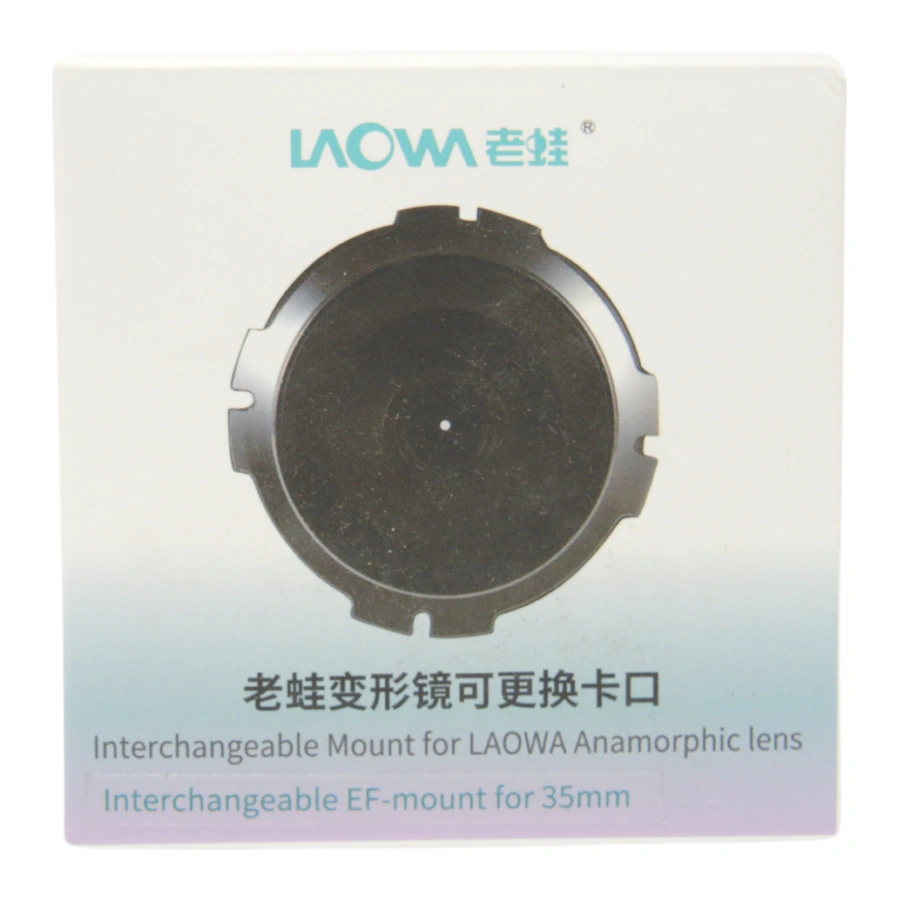 LAOWA 老蛙 ®
老蛙变形镜可更换卡口
Interchangeable Mount for LAOWA Anamorphic lens
Interchangeable EF-mount for 35mm